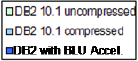 DB2 10.1 uncompressed
DB2 10.1 compressed
DB2 with BLU Accel.